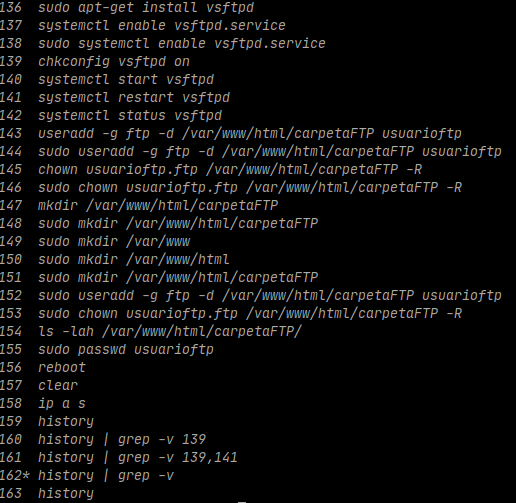 136 sudo apt-get install vsftpd
137 systemctl enable vsftpd.service
138 sudo systemctl enable vsftpd.service
139 chkconfig vsftpd on
140 systemctl start vsftpd
141 systemctl restart vsftpd
142 systemctl status vsftpd
143 useradd -g ftp -d /var/www/html/carpetaFTP usuarioftp
144 sudo useradd -g ftp -d /var/www/html/carpetaFTP usuarioftp
145 chown usuarioftp.ftp /var/www/html/carpetaFTP -R
146 sudo chown usuarioftp.ftp /var/www/html/carpetaFTP -R
147 mkdir /var/www/html/carpetaFTP
148 sudo mkdir /var/www/html/carpetaFTP
149 sudo mkdir /var/www
150 sudo mkdir /var/www/html
151 sudo mkdir /var/www/html/carpetaFTP
152 sudo useradd -g ftp -d /var/www/html/carpetaFTP usuarioftp
153 sudo chown usuarioftp.ftp /var/www/html/carpetaFTP -R
154 ls -lah /var/www/html/carpetaFTP/
155 sudo passwd usuarioftp
156 reboot
157 clear
158 ip a s
159 history
160 history | grep -v 139
161 history | grep -v 139,141
162* history | grep -v
163 history